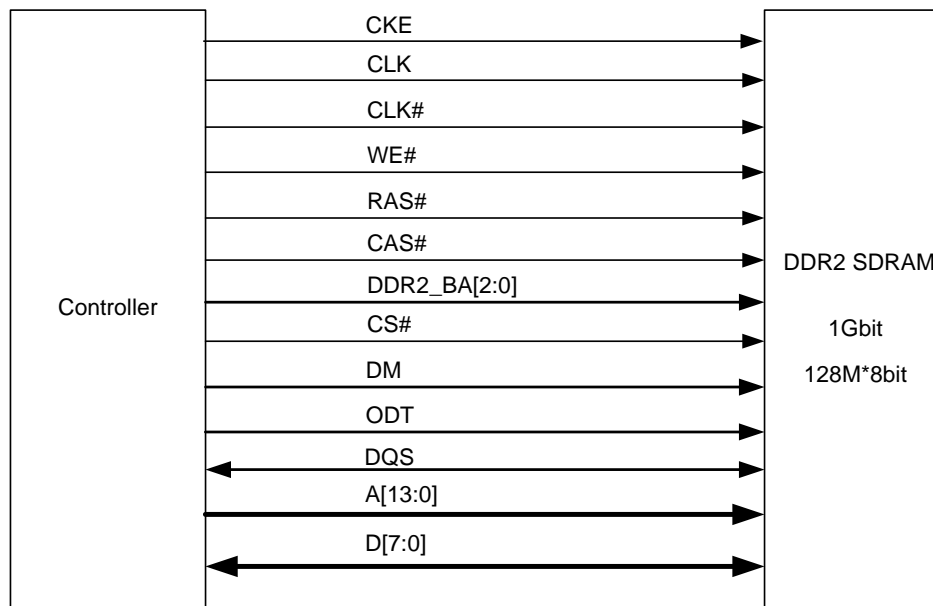 CKE
CLK
CLK#
WE#
RAS#
CAS#
DDR2_BA[2:0]
CS#
DM
ODT
DQS
A[13:0]
D[7:0]
Controller
DDR2 SDRAM
1Gbit
128M*8bit